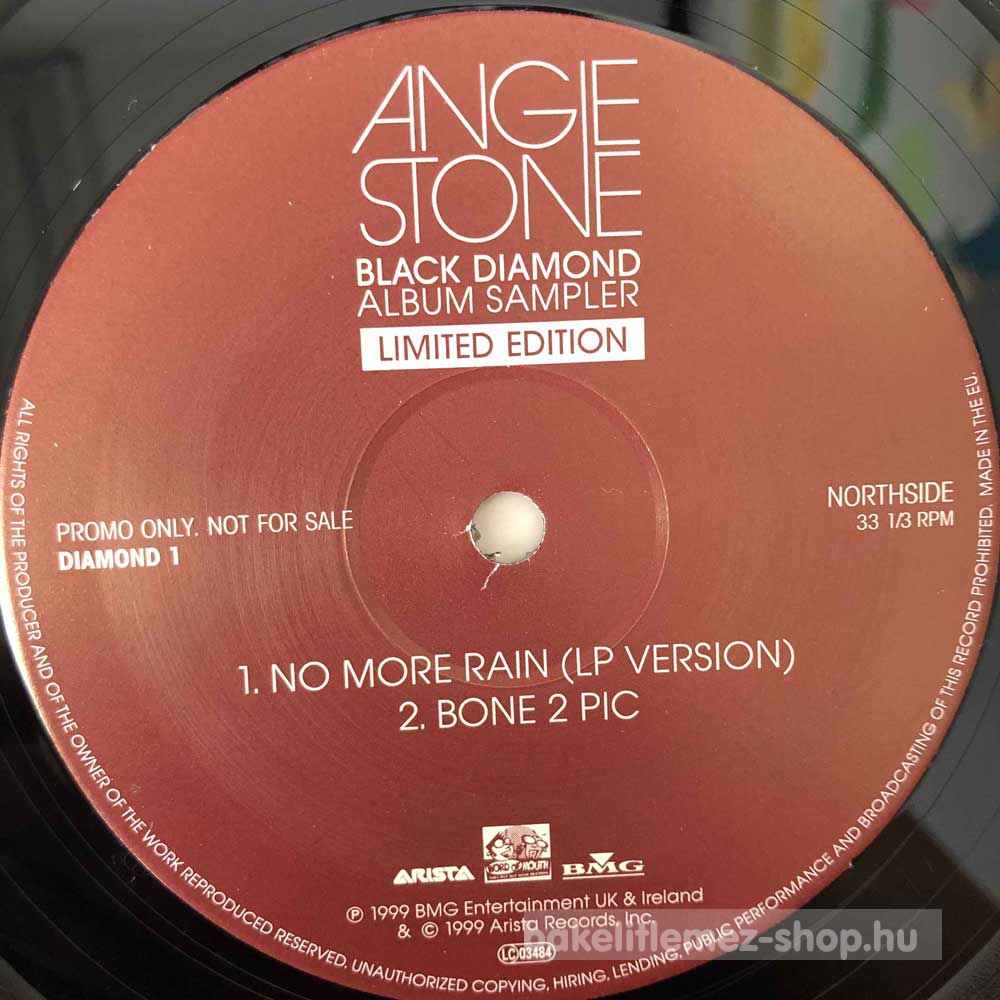 ANGIE
STONE
BLACK DIAMOND
ALBUM SAMPLER
LIMITED EDITION
PROMO ONLY. NOT FOR SALE
DIAMOND 1
NORTHSIDE
33 1/3 RPM
1. NO MORE RAIN (LP VERSION)
2. BONE 2 PIC
ARISTA
WORD OF MOUTH
BMG
℗ 1999 BMG Entertainment UK & Ireland
& © 1999 Arista Records, Inc.
LC 03484
ALL RIGHTS OF THE PRODUCER AND OF THE OWNER OF THE WORK REPRODUCED RESERVED. UNAUTHORIZED COPYING, HIRING, LENDING, PUBLIC PERFORMANCE AND BROADCASTING OF THIS RECORD PROHIBITED. MADE IN THE EU.
bakelitlemez-shop.hu